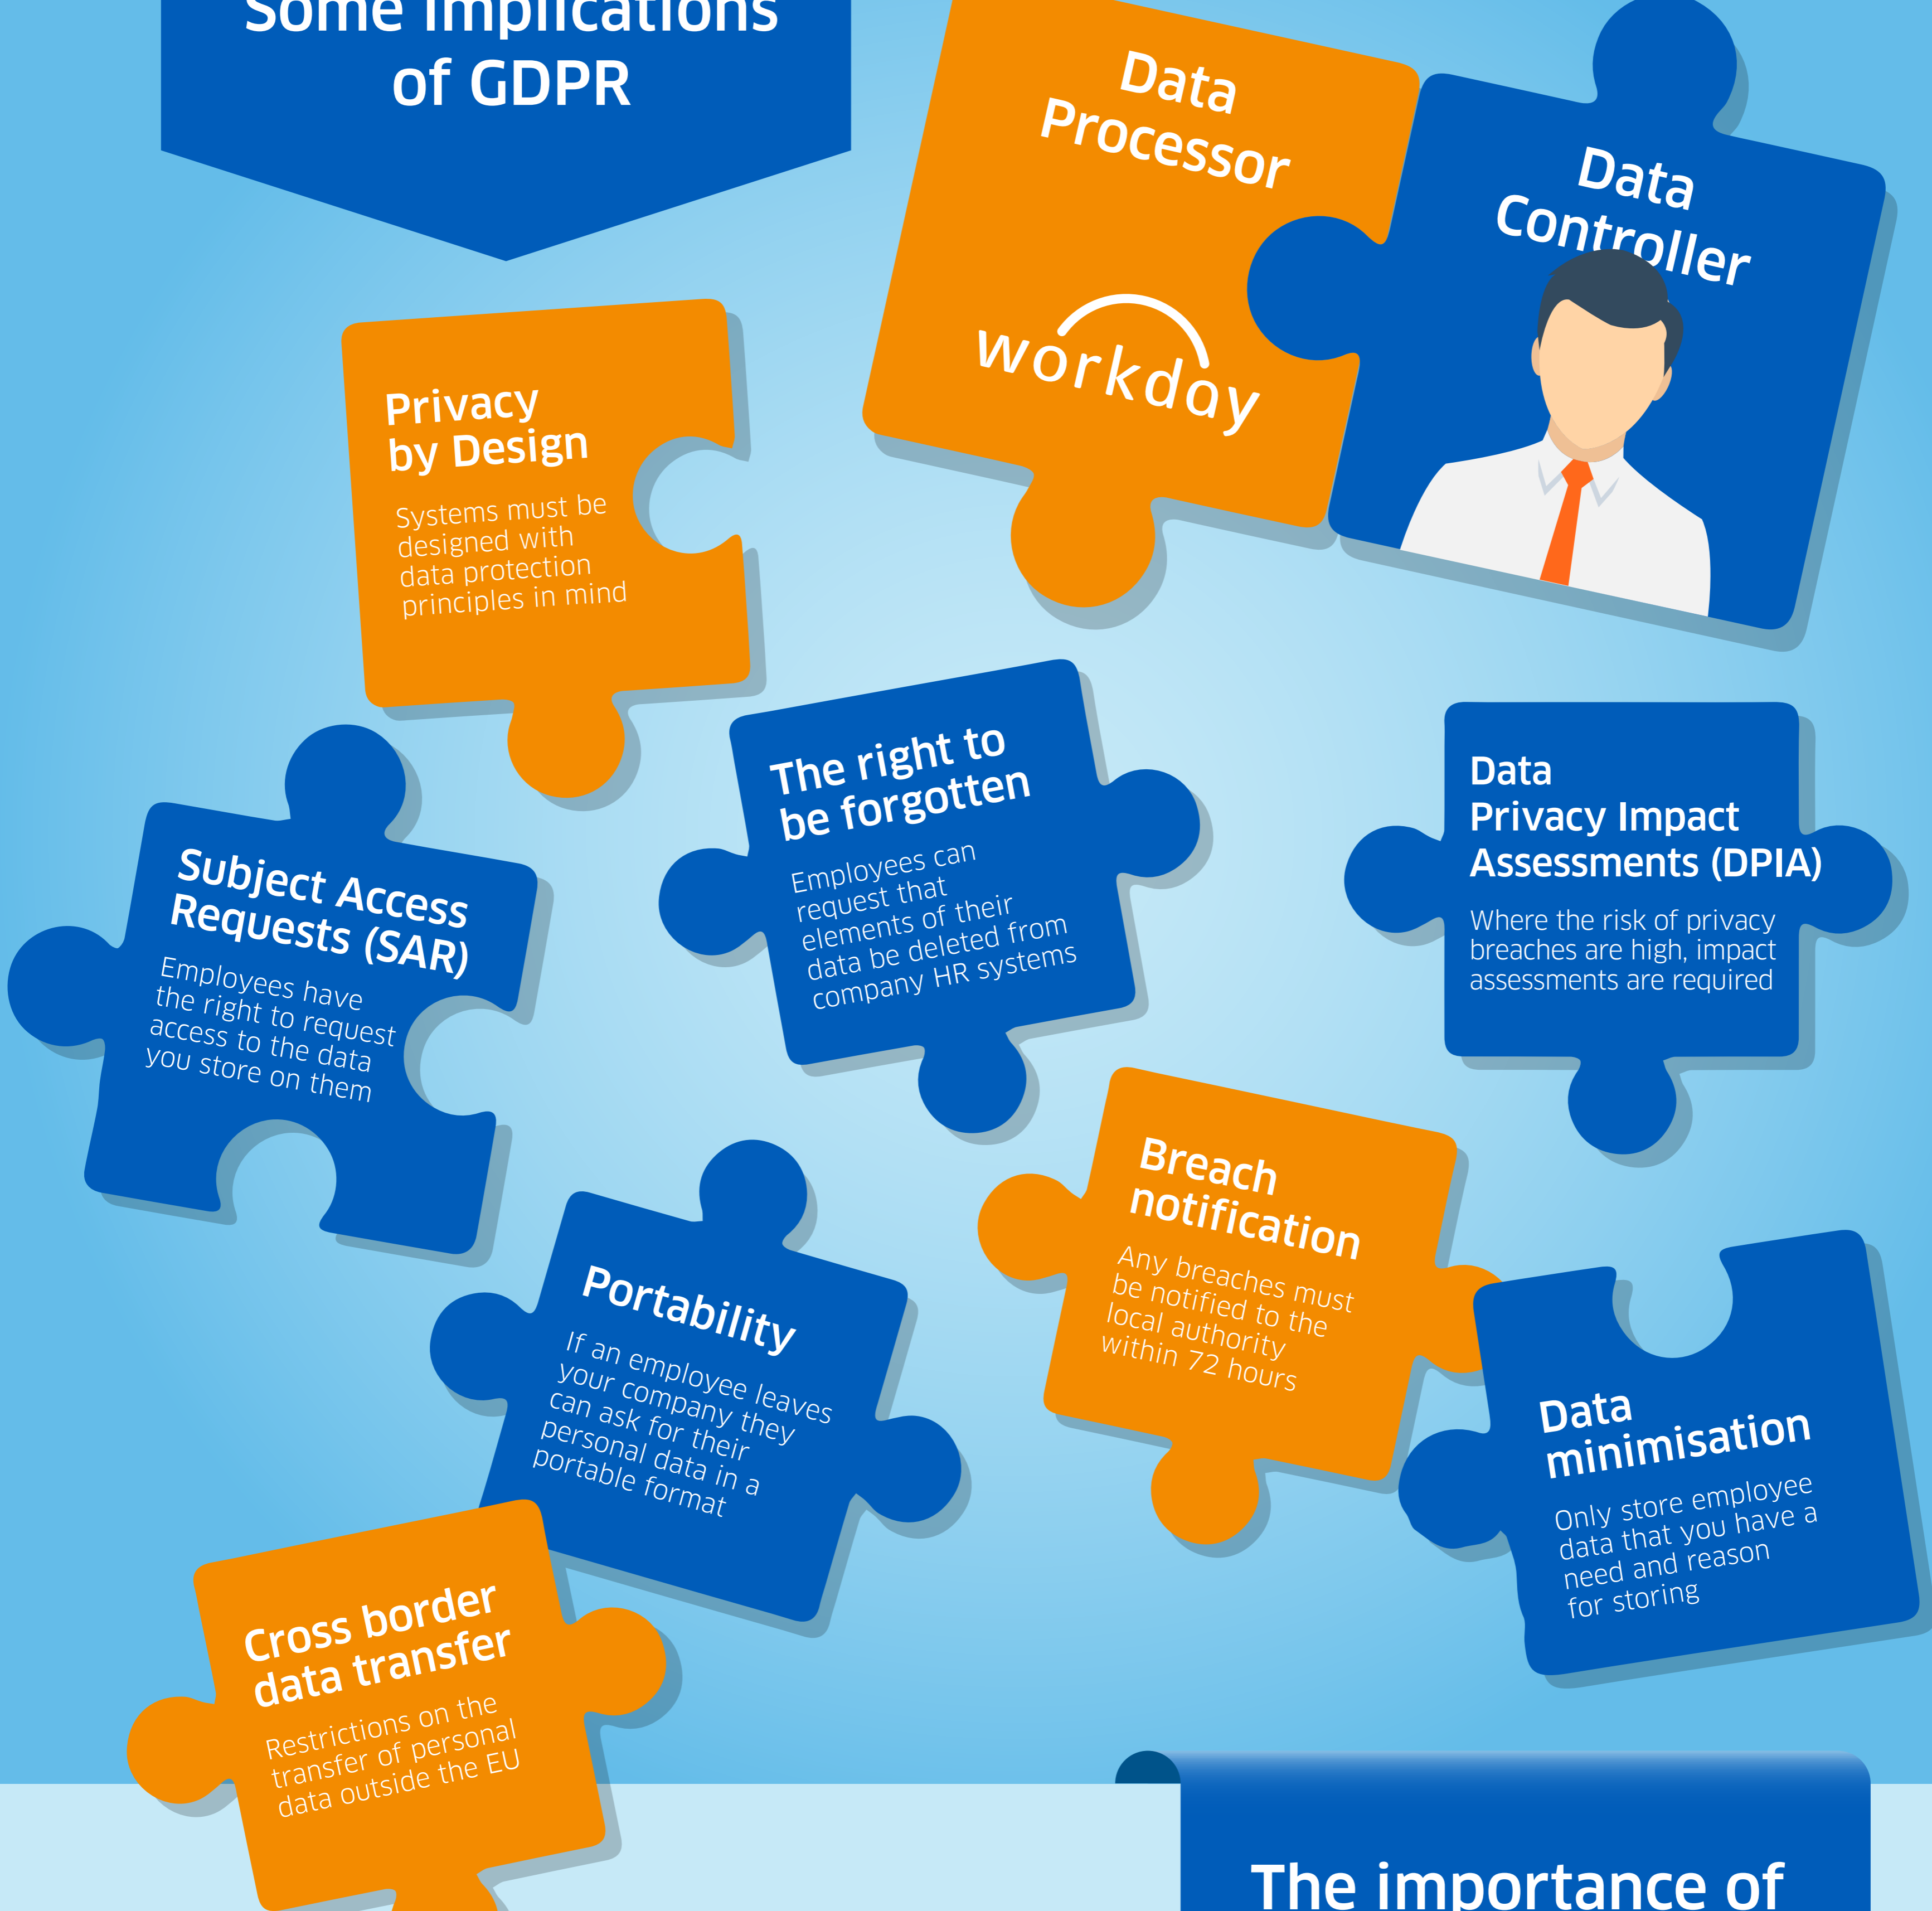 Some Implications
of GDPR
Data
Processor
workday
Data
Controller
Privacy
by Design
Systems must be
designed with
data protection
principles in mind
The right to
be forgotten
Employees can
request that
elements of their
data be deleted from
company HR systems
Data
Privacy Impact
Assessments (DPIA)
Where the risk of privacy
breaches are high, impact
assessments are required
Subject Access
Requests (SAR)
Employees have
the right to request
access to the data
you store on them
Breach
notification
Any breaches must
be notified to the
local authority
within 72 hours
Portability
If an employee leaves
your company they
can ask for their
personal data in a
portable format
Data
minimisation
Only store employee
data that you have a
need and reason
for storing
Cross border
data transfer
Restrictions on the
transfer of personal
data outside the EU
The importance of